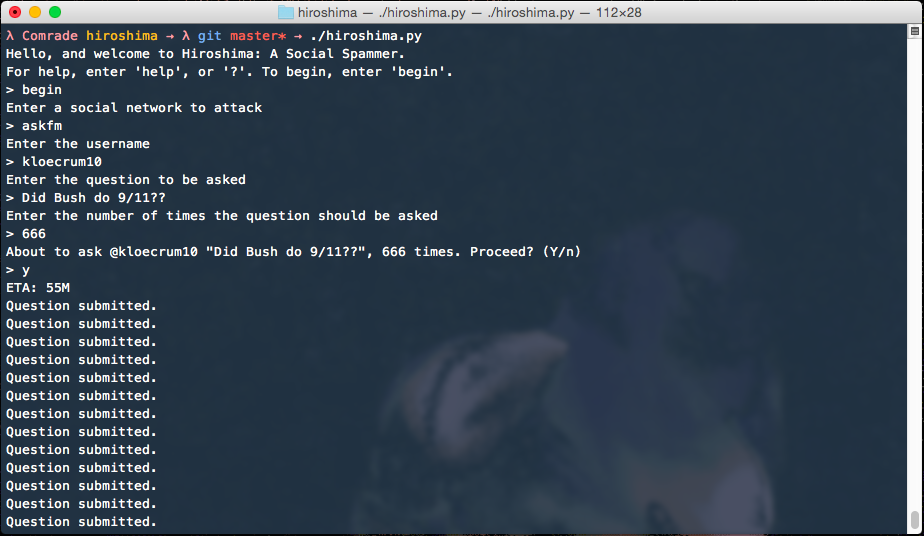 hiroshima — ./hiroshima.py — ./hiroshima.py — 112×28
λ Comrade hiroshima → λ git master* → ./hiroshima.py
Hello, and welcome to Hiroshima: A Social Spammer.
For help, enter 'help', or '?'. To begin, enter 'begin'.
> begin
Enter a social network to attack
> askfm
Enter the username
> kloecrum10
Enter the question to be asked
> Did Bush do 9/11??
Enter the number of times the question should be asked
> 666
About to ask @kloecrum10 "Did Bush do 9/11??", 666 times. Proceed? (Y/n)
> y
ETA: 55M
Question submitted.
Question submitted.
Question submitted.
Question submitted.
Question submitted.
Question submitted.
Question submitted.
Question submitted.
Question submitted.
Question submitted.
Question submitted.
Question submitted.
Question submitted.